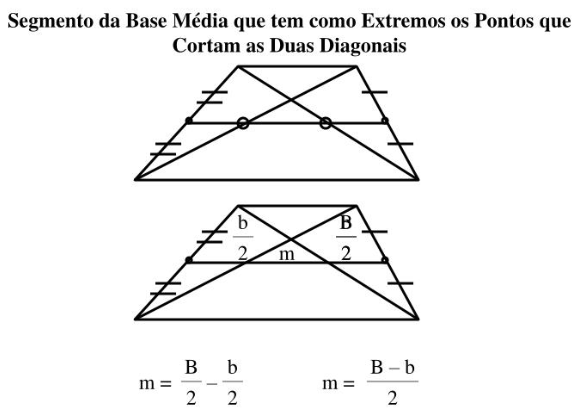 Segmento da Base Média que tem como Extremos os Pontos que
Cortam as Duas Diagonais
b/2 m B/2
m = B/2 – b/2
m = (B – b)/2